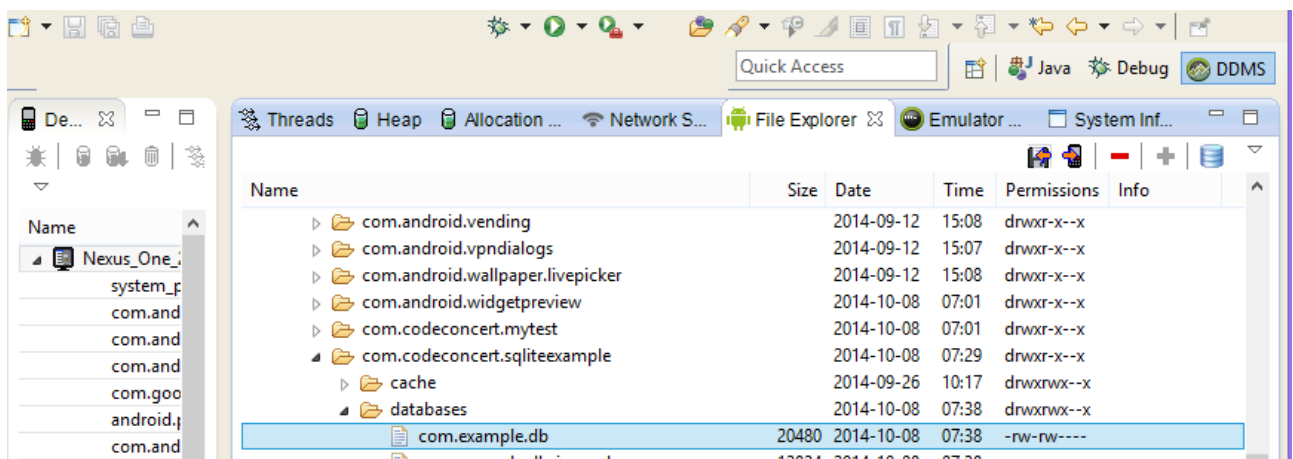 Quick Access
Java Debug DDMS
De...
Threads Heap Allocation ... Network S... File Explorer Emulator ... System Inf...
Name Size Date Time Permissions Info
com.android.vending 2014-09-12 15:08 drwxr-x--x
com.android.vpndialogs 2014-09-12 15:07 drwxr-x--x
com.android.wallpaper.livepicker 2014-09-12 15:08 drwxr-x--x
com.android.widgetpreview 2014-10-08 07:01 drwxr-x--x
com.codeconcert.mytest 2014-10-08 07:01 drwxr-x--x
com.codeconcert.sqliteexample 2014-10-08 07:29 drwxr-x--x
cache 2014-09-26 10:17 drwxrwx--x
databases 2014-10-08 07:38 drwxrwx--x
com.example.db 20480 2014-10-08 07:38 -rw-rw----
Name
Nexus_One_
system_p
com.and
com.and
com.and
com.goo
android.p
com.and